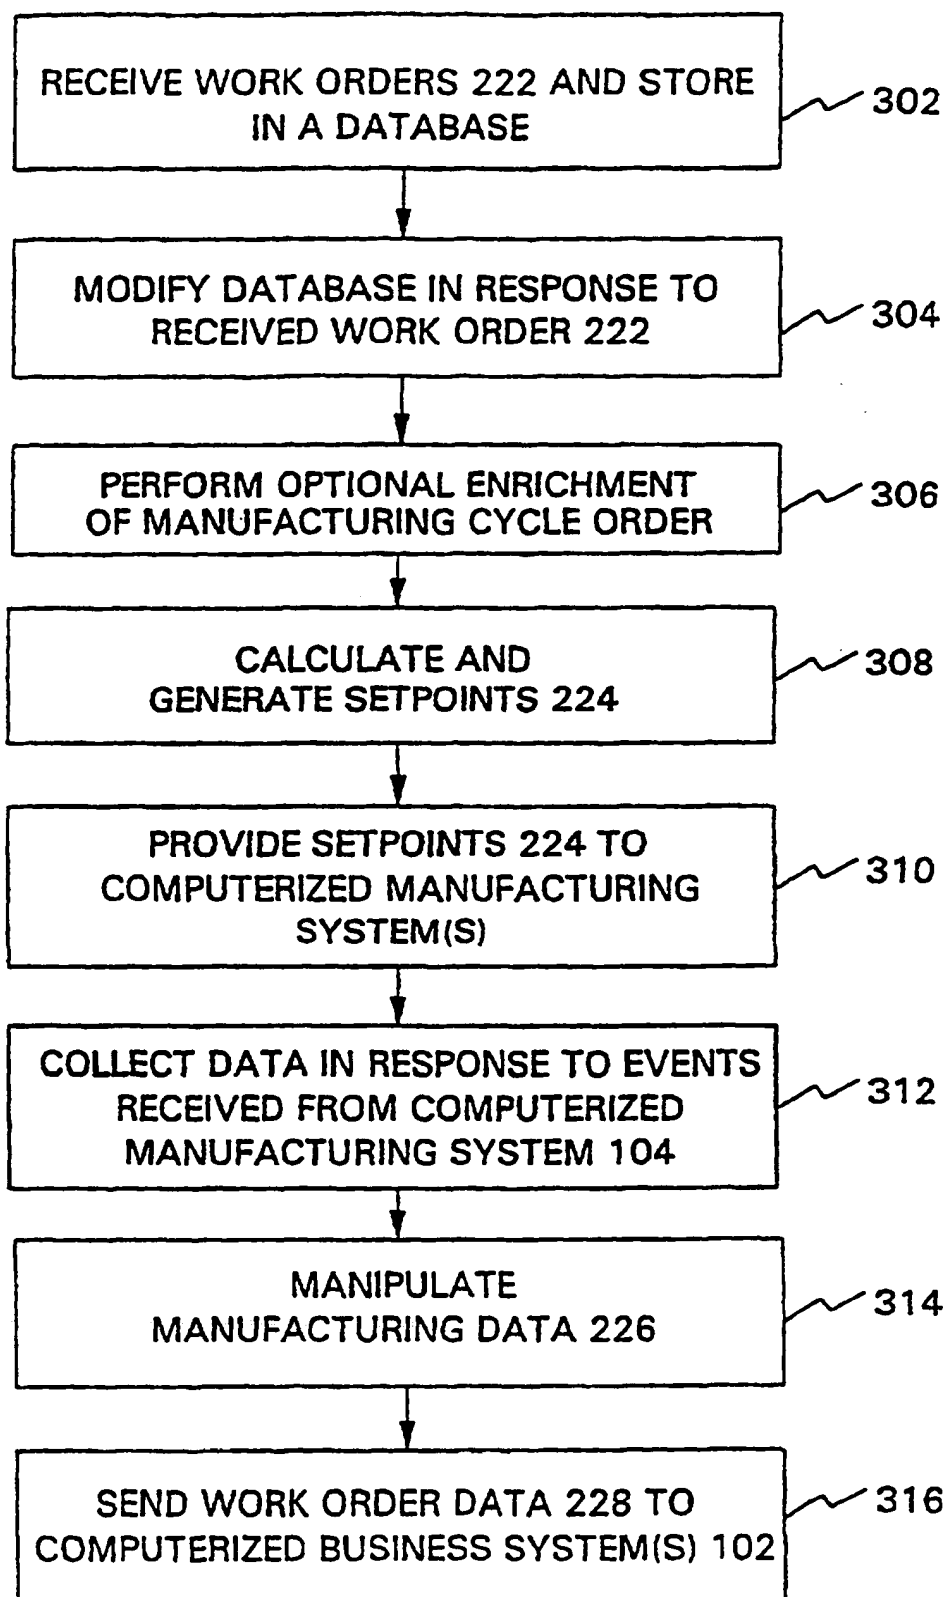 RECEIVE WORK ORDERS 222 AND STORE
IN A DATABASE
302
MODIFY DATABASE IN RESPONSE TO
RECEIVED WORK ORDER 222
304
PERFORM OPTIONAL ENRICHMENT
OF MANUFACTURING CYCLE ORDER
306
CALCULATE AND
GENERATE SETPOINTS 224
308
PROVIDE SETPOINTS 224 TO
COMPUTERIZED MANUFACTURING
SYSTEM(S)
310
COLLECT DATA IN RESPONSE TO EVENTS
RECEIVED FROM COMPUTERIZED
MANUFACTURING SYSTEM 104
312
MANIPULATE
MANUFACTURING DATA 226
314
SEND WORK ORDER DATA 228 TO
COMPUTERIZED BUSINESS SYSTEM(S) 102
316